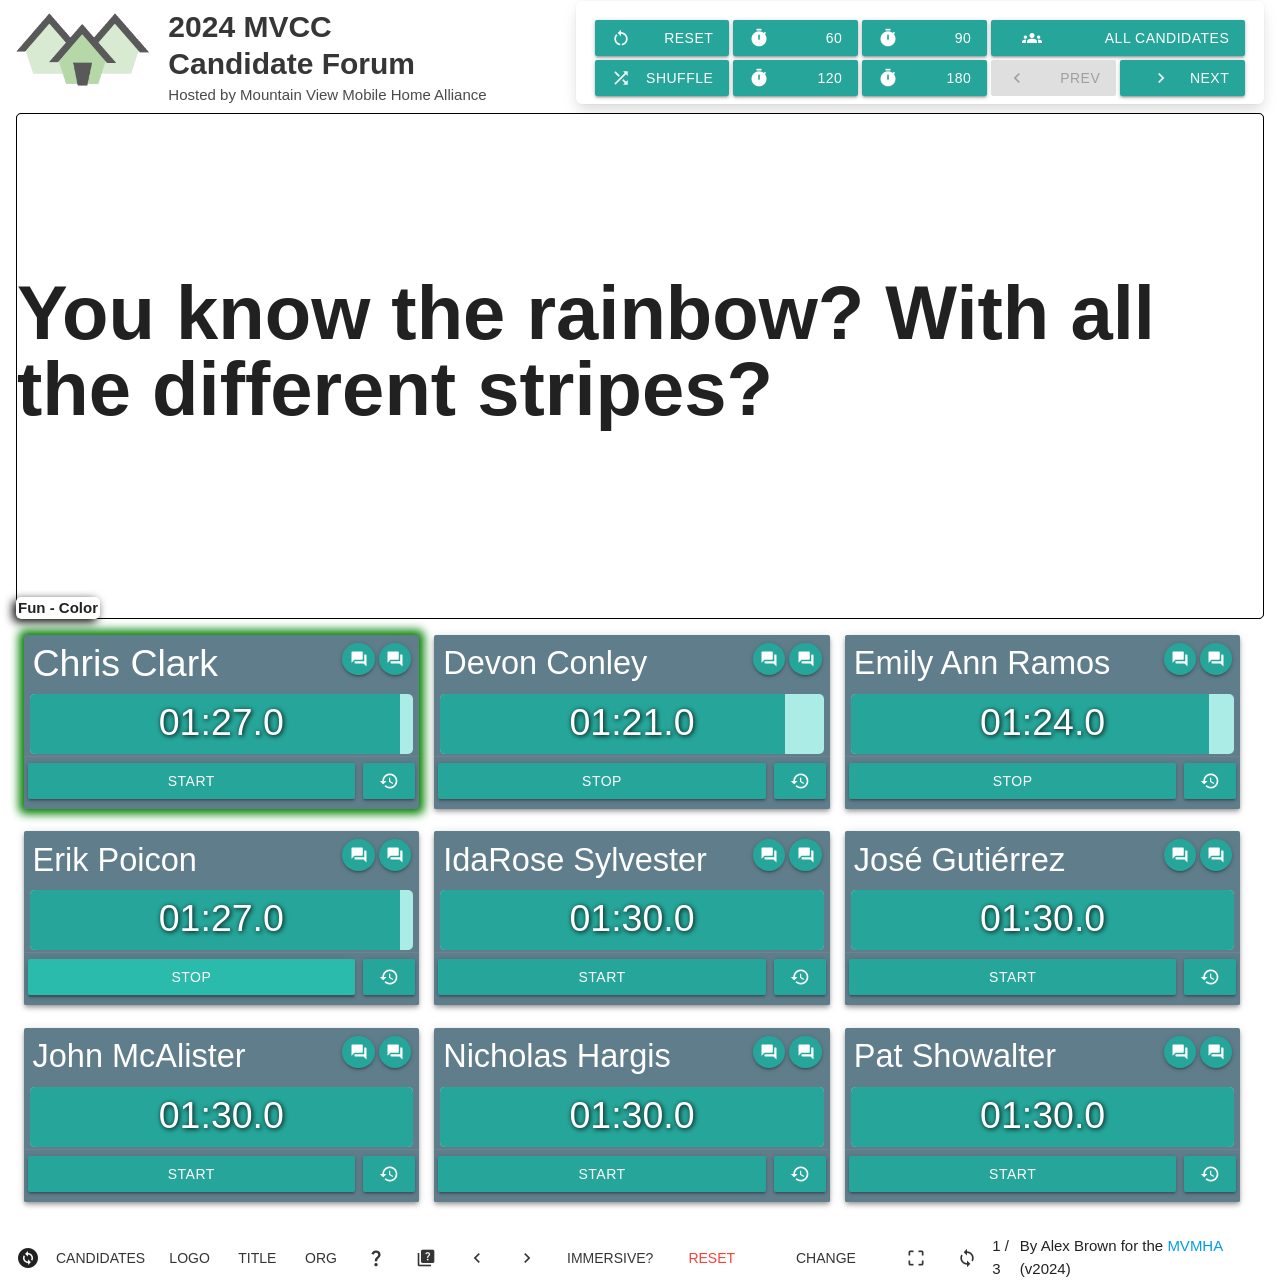 2024 MVCC
Candidate Forum
Hosted by Mountain View Mobile Home Alliance
RESET 60 90 ALL CANDIDATES
SHUFFLE 120 180 PREV NEXT
You know the rainbow? With all
the different stripes?
Fun - Color
Chris Clark
01:27.0
START
Devon Conley
01:21.0
STOP
Emily Ann Ramos
01:24.0
STOP
Erik Poicon
01:27.0
STOP
IdaRose Sylvester
01:30.0
START
José Gutiérrez
01:30.0
START
John McAlister
01:30.0
START
Nicholas Hargis
01:30.0
START
Pat Showalter
01:30.0
START
CANDIDATES LOGO TITLE ORG IMMERSIVE? RESET CHANGE
1 /
3
By Alex Brown for the MVMHA
(v2024)